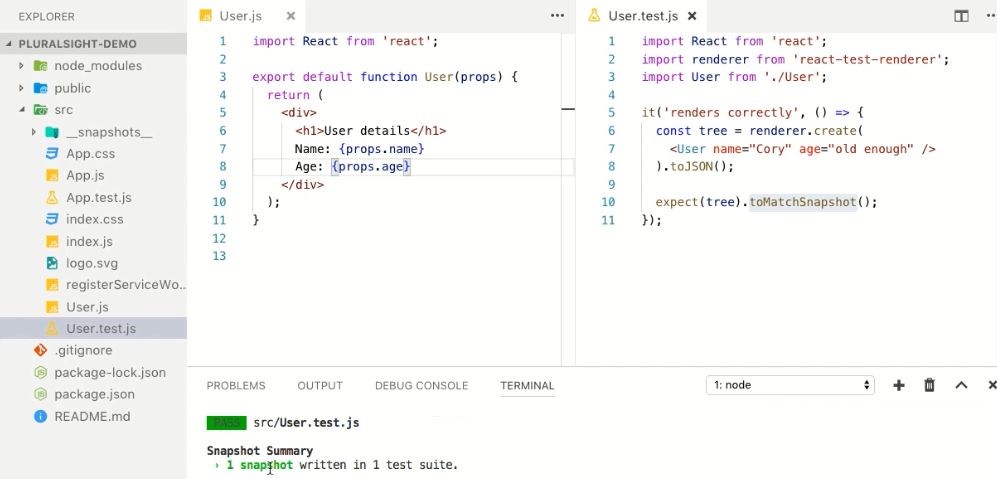 EXPLORER
PLURALSIGHT-DEMO
node_modules
public
src
__snapshots__
App.css
App.js
App.test.js
index.css
index.js
logo.svg
registerServiceWo...
User.js
User.test.js
.gitignore
package-lock.json
package.json
README.md
User.js
1 import React from 'react';
2
3 export default function User(props) {
4 return (
5 <div>
6 <h1>User details</h1>
7 Name: {props.name}
8 Age: {props.age}
9 </div>
10 );
11 }
12
13
User.test.js
1 import React from 'react';
2 import renderer from 'react-test-renderer';
3 import User from './User';
4
5 it('renders correctly', () => {
6 const tree = renderer.create(
7 <User name="Cory" age="old enough" />
8 ).toJSON();
9
10 expect(tree).toMatchSnapshot();
11 });
PROBLEMS OUTPUT DEBUG CONSOLE TERMINAL 1: node
PASS src/User.test.js
Snapshot Summary
› 1 snapshot written in 1 test suite.